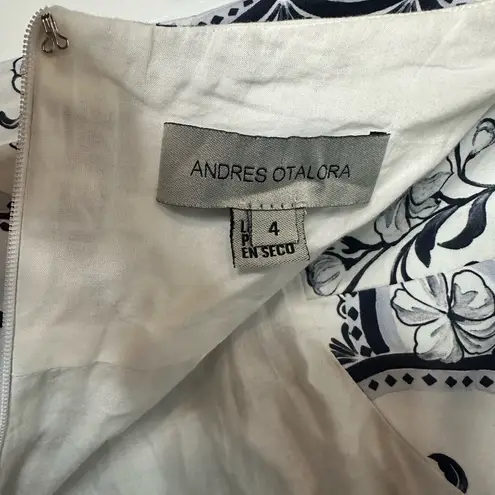 ANDRES OTALORA
4
EN SECO